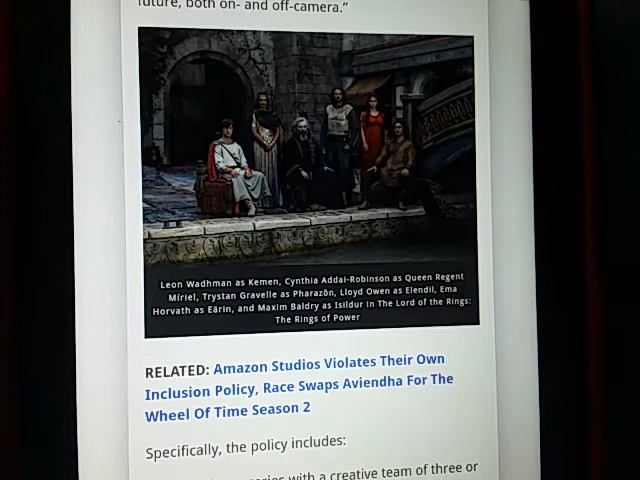 future, both on- and off-camera.”
Leon Wadhman as Kemen, Cynthia Addai-Robinson as Queen Regent
Míriel, Trystan Gravelle as Pharazôn, Lloyd Owen as Elendil, Ema
Horvath as Eärin, and Maxim Baldry as Isildur in The Lord of the Rings:
The Rings of Power
RELATED: Amazon Studios Violates Their Own
Inclusion Policy, Race Swaps Aviendha For The
Wheel Of Time Season 2
Specifically, the policy includes:
series with a creative team of three or